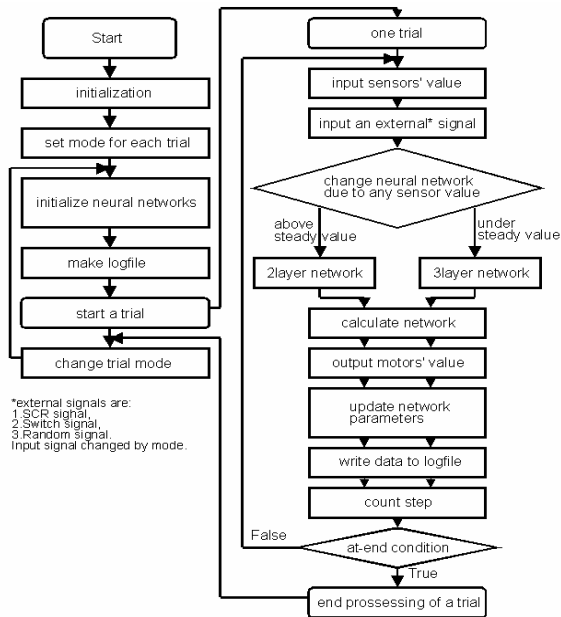 Start
initialization
set mode for each trial
initialize neural networks
make logfile
start a trial
change trial mode
*external signals are:
1.SCR sighal,
2.Switch signal,
3.Random signal.
Input signal changed by mode.
one trial
input sensors' value
input an external* signal
change neural network
due to any sensor value
above
steady value
under
steady value
2layer network
3layer network
calculate network
output motors' value
update network
parameters
write data to logfile
count step
False
at-end condition
True
end prossessing of a trial